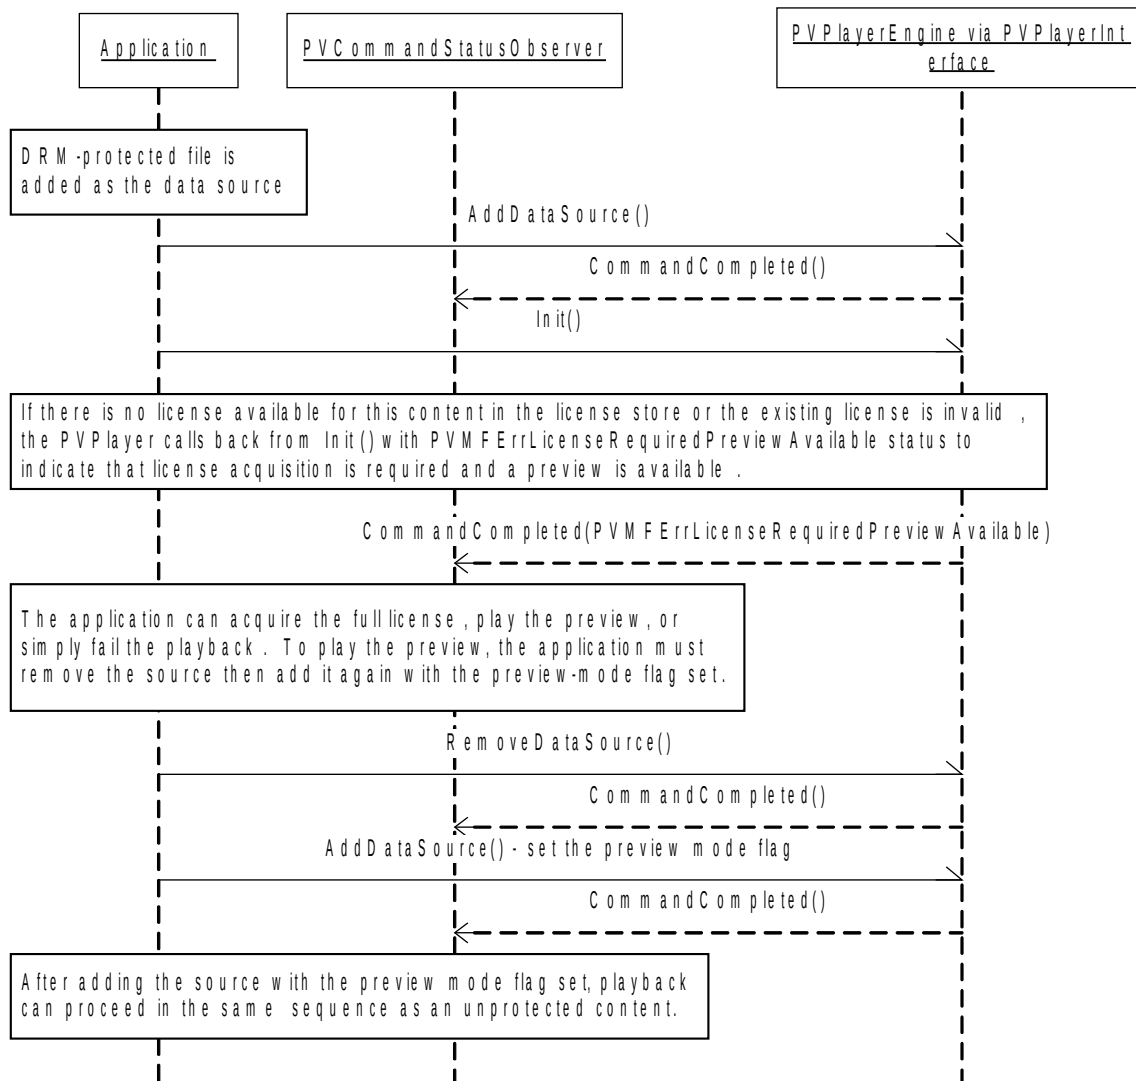 Application
PVCommandStatusObserver
PVPlayerEngine via PVPlayerInt
erface
DRM-protected file is
added as the data source
AddDataSource()
CommandCompleted()
Init()
If there is no license available for this content in the license store or the existing license is invalid ,
the PVPlayer calls back from Init() with PVMFErrLicenseRequiredPreviewAvailable status to
indicate that license acquisition is required and a preview is available .
CommandCompleted(PVMFErrLicenseRequiredPreviewAvailable)
The application can acquire the full license , play the preview, or
simply fail the playback . To play the preview, the application must
remove the source then add it again with the preview-mode flag set.
RemoveDataSource()
CommandCompleted()
AddDataSource() - set the preview mode flag
CommandCompleted()
After adding the source with the preview mode flag set, playback
can proceed in the same sequence as an unprotected content.